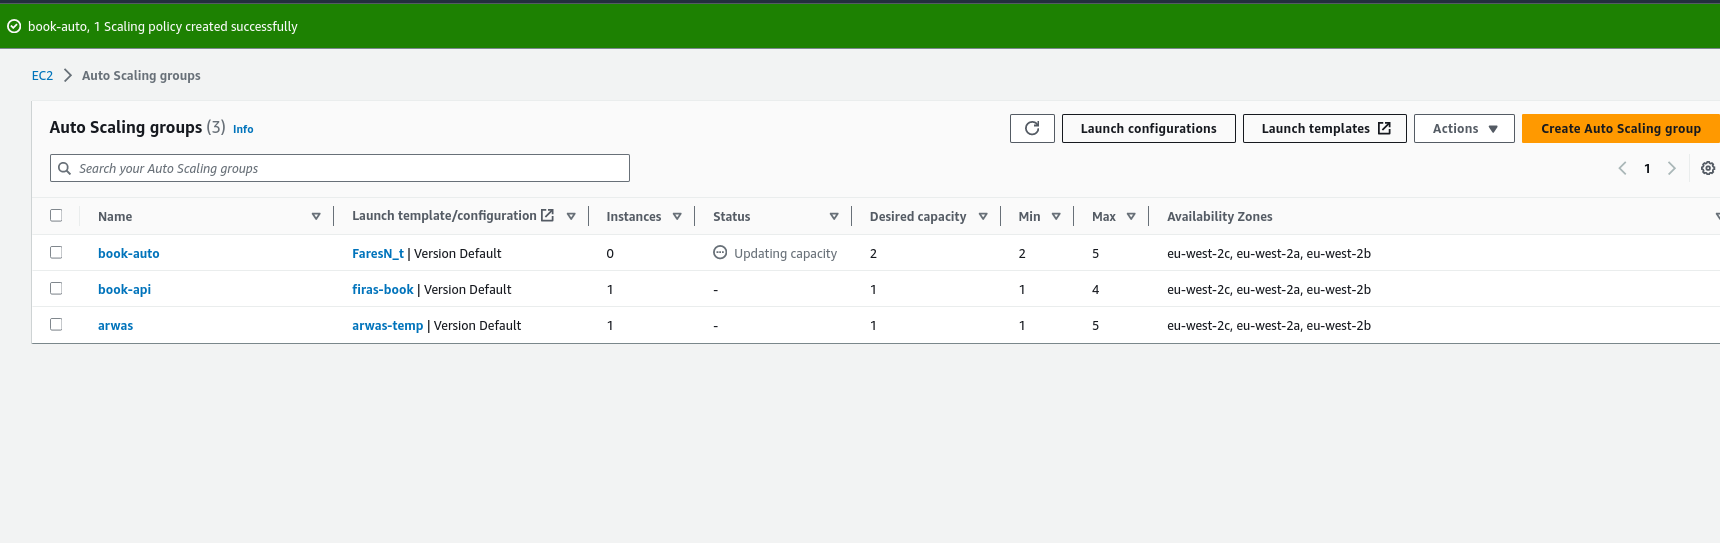 book-auto, 1 Scaling policy created successfully
EC2 Auto Scaling groups
Auto Scaling groups (3) Info
Launch configurations Launch templates Actions Create Auto Scaling group
Search your Auto Scaling groups
1
Name Launch template/configuration Instances Status Desired capacity Min Max Availability Zones
book-auto FaresN_t | Version Default 0 Updating capacity 2 2 5 eu-west-2c, eu-west-2a, eu-west-2b
book-api firas-book | Version Default 1 - 1 1 4 eu-west-2c, eu-west-2a, eu-west-2b
arwas arwas-temp | Version Default 1 - 1 1 5 eu-west-2c, eu-west-2a, eu-west-2b